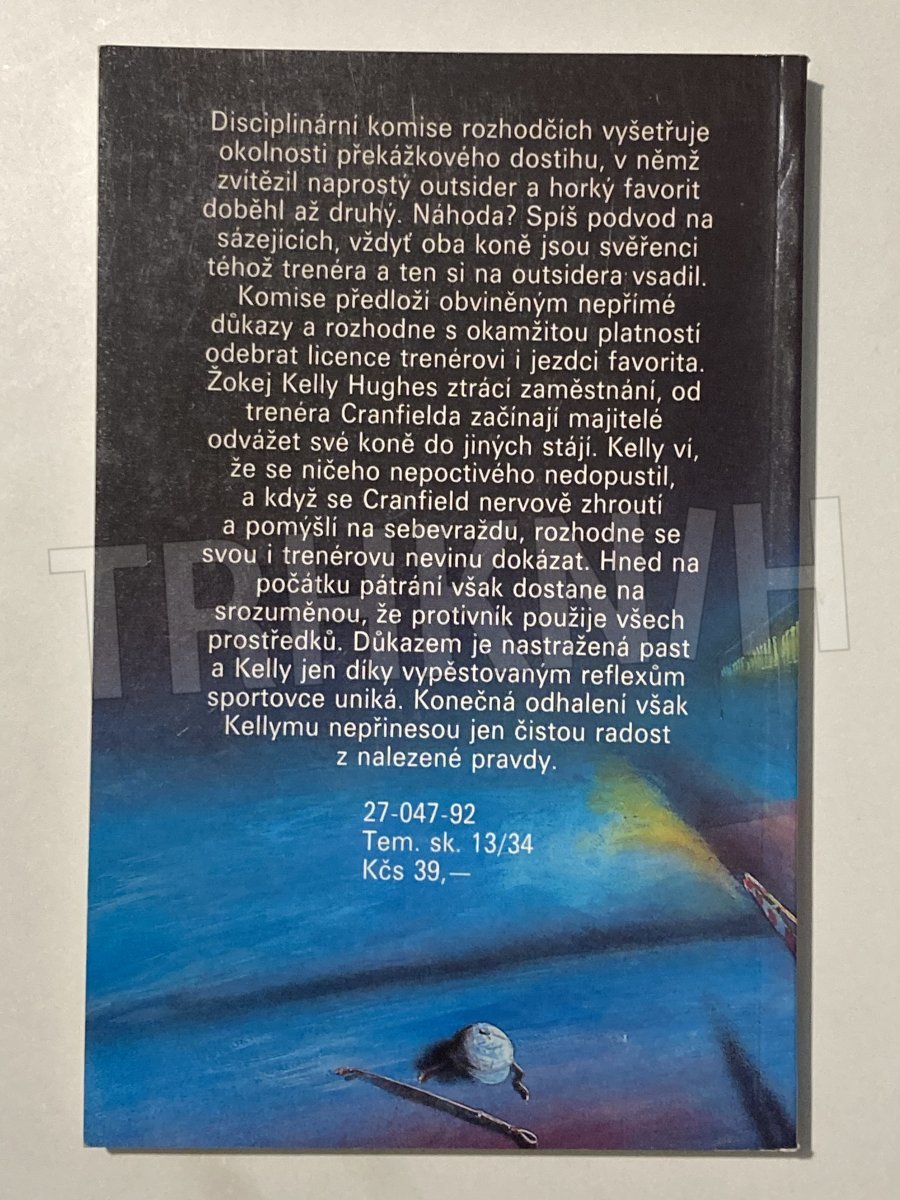 Disciplinární komise rozhodčích vyšetřuje
okolnosti překážkového dostihu, v němž
zvítězil naprostý outsider a horký favorit
doběhl až druhý. Náhoda? Spíš podvod na
sázejících, vždyť oba koně jsou svěřenci
téhož trenéra a ten si na outsidera vsadil.
Komise předloží obviněným nepřímé
důkazy a rozhodne s okamžitou platností
odebrat licence trenérovi i jezdci favorita.
Žokej Kelly Hughes ztrácí zaměstnání, od
trenéra Cranfielda začínají majitelé
odvážet své koně do jiných stájí. Kelly ví,
že se ničeho nepoctivého nedopustil,
a když se Cranfield nervově zhroutí
a pomýšlí na sebevraždu, rozhodne se
svou i trenérovu nevinu dokázat. Hned na
počátku pátrání však dostane na
srozuměnou, že protivník použije všech
prostředků. Důkazem je nastražená past
a Kelly jen díky vypěstovaným reflexům
sportovce uniká. Konečná odhalení však
Kellymu nepřinesou jen čistou radost
z nalezené pravdy.
27-047-92
Tem. sk. 13/34
Kčs 39,—